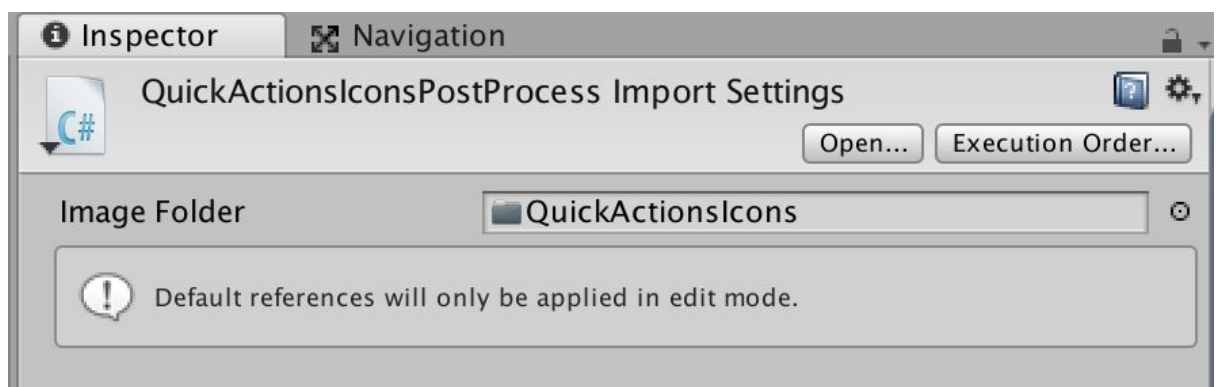 Inspector
Navigation
QuickActionsIconsPostProcess Import Settings
C#
Open...
Execution Order...
Image Folder
QuickActionsIcons
Default references will only be applied in edit mode.